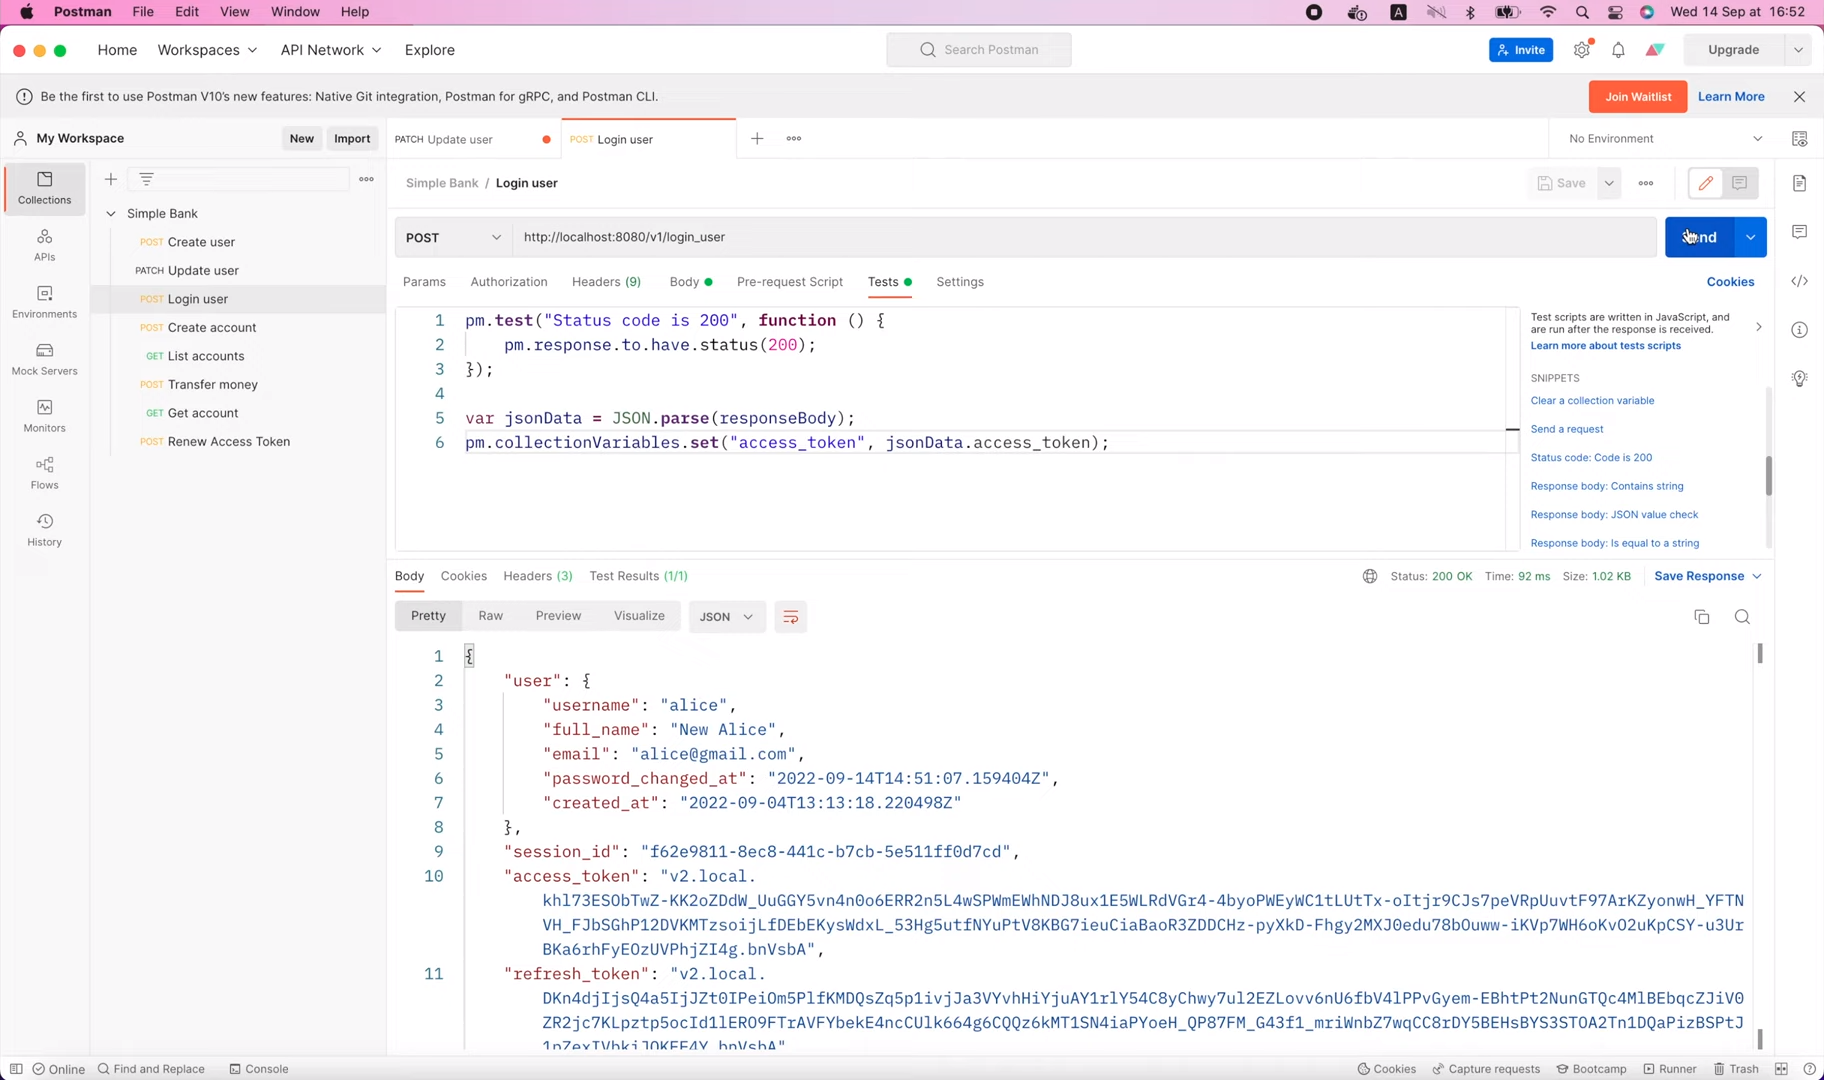 Postman File Edit View Window Help
A
Wed 14 Sep at 16:52
Home Workspaces API Network Explore
Search Postman
Invite
Upgrade
Be the first to use Postman V10's new features: Native Git integration, Postman for gRPC, and Postman CLI.
Join Waitlist Learn More
My Workspace
New Import
PATCH Update user
POST Login user
No Environment
Collections
APIs
Environments
Mock Servers
Monitors
Flows
History
Simple Bank
POST Create user
PATCH Update user
POST Login user
POST Create account
GET List accounts
POST Transfer money
GET Get account
POST Renew Access Token
Simple Bank / Login user
Save
POST
http://localhost:8080/v1/login_user
Params Authorization Headers (9) Body Pre-request Script Tests Settings
Cookies
1 pm.test("Status code is 200", function () {
2 pm.response.to.have.status(200);
3 });
4
5 var jsonData = JSON.parse(responseBody);
6 pm.collectionVariables.set("access_token", jsonData.access_token);
Test scripts are written in JavaScript, and
are run after the response is received.
Learn more about tests scripts
SNIPPETS
Clear a collection variable
Send a request
Status code: Code is 200
Response body: Contains string
Response body: JSON value check
Response body: Is equal to a string
Body Cookies Headers (3) Test Results (1/1)
Status: 200 OK Time: 92 ms Size: 1.02 KB Save Response
Pretty Raw Preview Visualize JSON
1 {
2 "user": {
3 "username": "alice",
4 "full_name": "New Alice",
5 "email": "alice@gmail.com",
6 "password_changed_at": "2022-09-14T14:51:07.159404Z",
7 "created_at": "2022-09-04T13:13:18.220498Z"
8 },
9 "session_id": "f62e9811-8ec8-441c-b7cb-5e511ff0d7cd",
10 "access_token": "v2.local.
khl73ESObTwZ-KK2oZDdW_UuGGY5vn4n0o6ERR2n5L4wSPWmEWhNDJ8ux1E5WLRdVGr4-4byoPWEyWC1tLUtTx-oItjr9CJs7peVRpUuvtF97ArKZyonwH_YFTN
VH_FJbSGhP12DVKMTzsoijLfDEbEKysWdxL_53Hg5utfNYuPtV8KBG7ieuCiaBaoR3ZDDCHz-pyXkD-Fhgy2MXJ0edu78bOuww-iKVp7WH6oKvO2uKpCSY-u3Ur
BKa6rhFyEOzUVPhjZI4g.bnVsbA",
11 "refresh_token": "v2.local.
DKn4djIjsQ4a5IjJZt0IPeiOm5PlfKMDQsZq5p1ivjJa3VYvhHiYjuAY1rlY54C8yChwy7ul2EZLovv6nU6fbV4lPPvGyem-EBhtPt2NunGTQc4MlBEbqcZJiV0
ZR2jc7KLpztp5ocId1lERO9FTrAVFYbekE4ncCUlk664g6CQQz6kMT1SN4iaPYoeH_QP87FM_G43f1_mriWnbZ7wqCC8rDY5BEHsBYS3STOA2Tn1DQaPizBSPtJ
Online Find and Replace Console
Cookies Capture requests Bootcamp Runner Trash